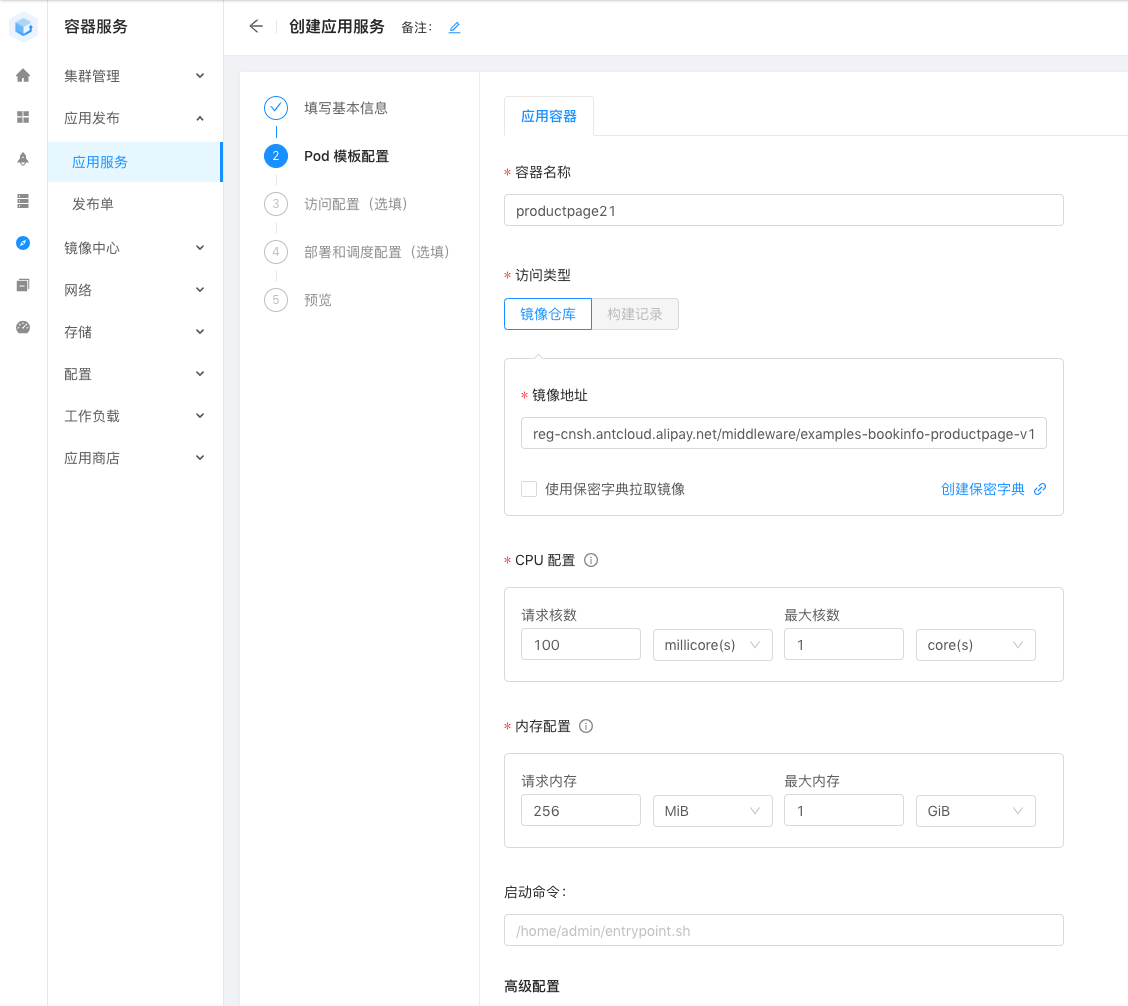 容器服务
创建应用服务 备注：
集群管理
应用发布
应用服务
发布单
镜像中心
网络
存储
配置
工作负载
应用商店
填写基本信息
2 Pod 模板配置
3 访问配置（选填）
4 部署和调度配置（选填）
5 预览
应用容器
* 容器名称
productpage21
* 访问类型
镜像仓库 构建记录
* 镜像地址
reg-cnsh.antcloud.alipay.net/middleware/examples-bookinfo-productpage-v1
使用保密字典拉取镜像 创建保密字典
* CPU 配置
请求核数 最大核数
100 millicore(s) 1 core(s)
* 内存配置
请求内存 最大内存
256 MiB 1 GiB
启动命令：
/home/admin/entrypoint.sh
高级配置